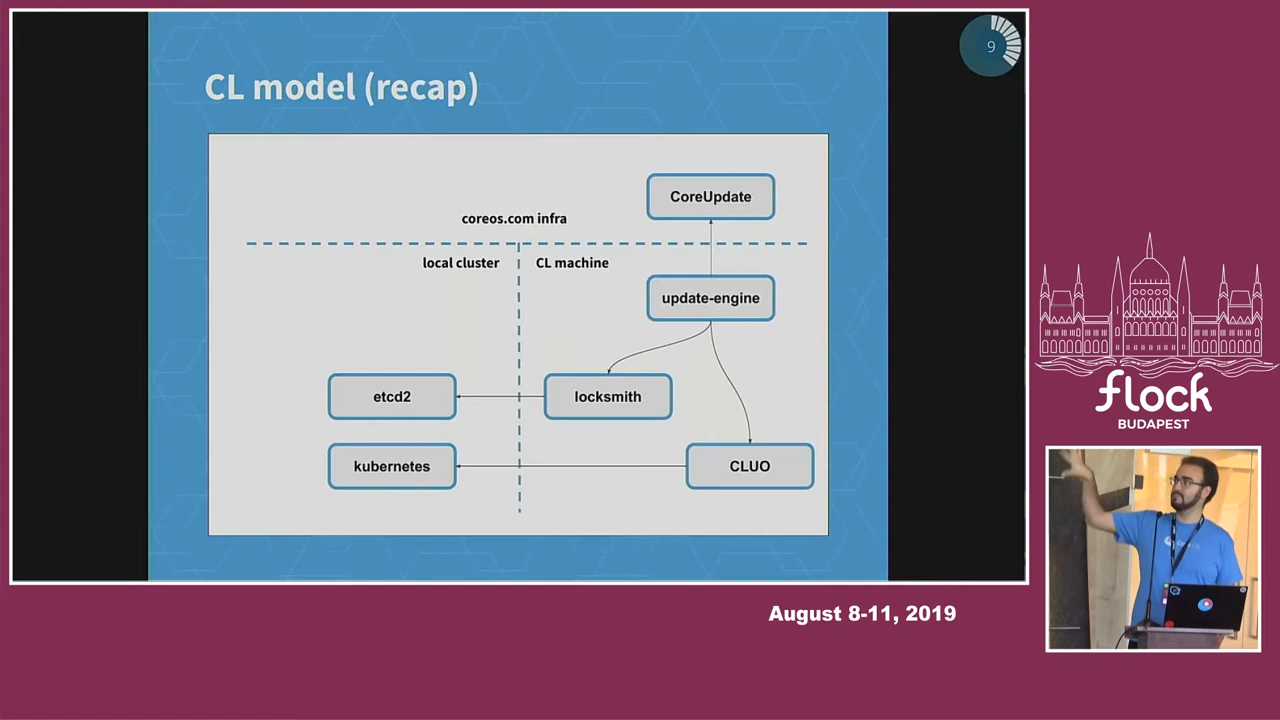 CL model (recap)
9
CoreUpdate
coreos.com infra
local cluster
CL machine
update-engine
etcd2
locksmith
kubernetes
CLUO
flock
BUDAPEST
August 8-11, 2019